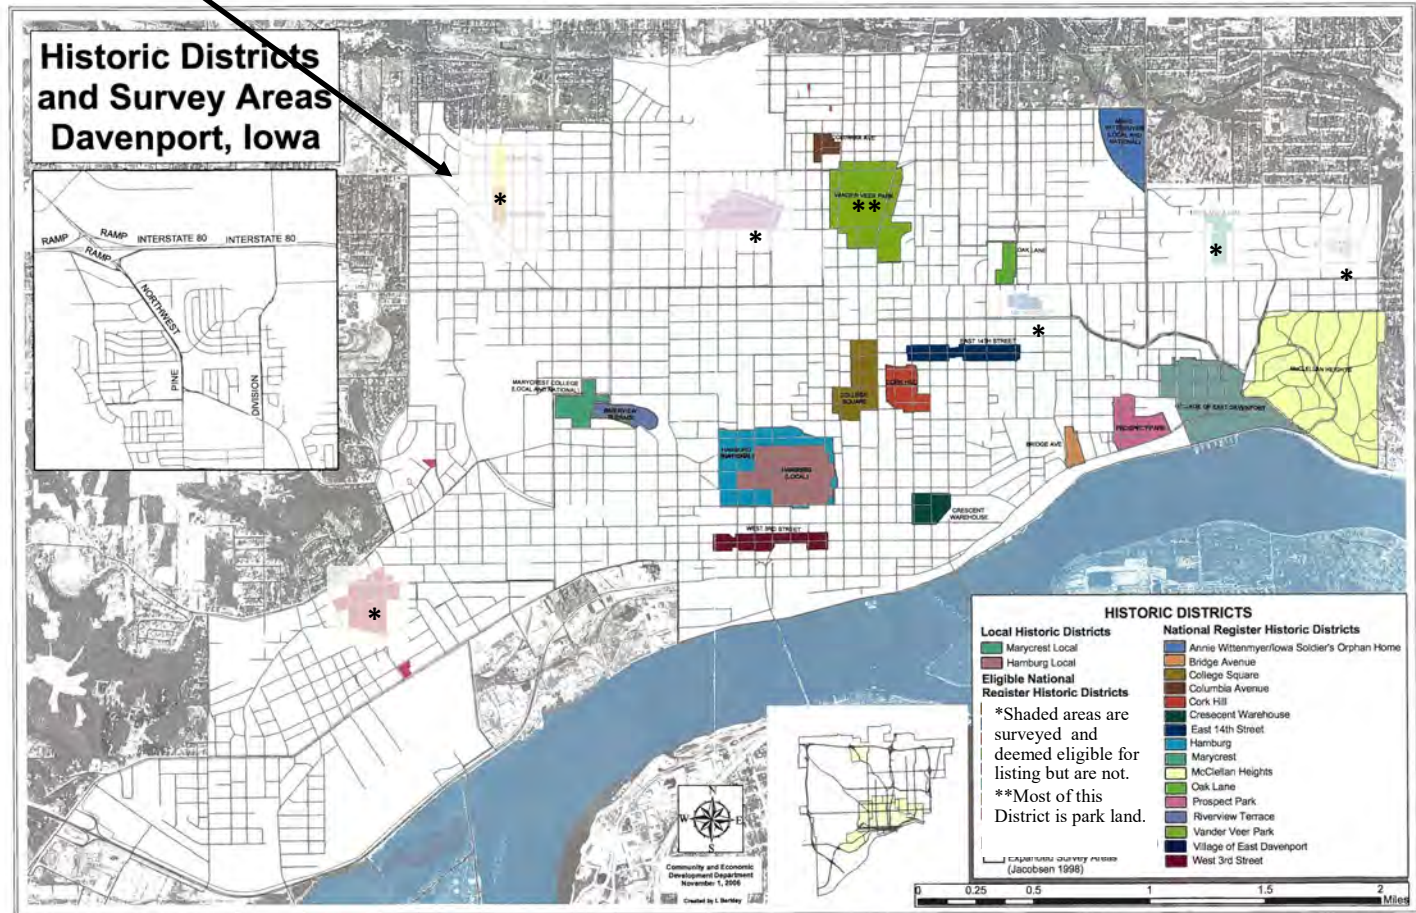 Historic Districts
and Survey Areas
Davenport, Iowa
RAMP
RAMP
INTERSTATE 80
INTERSTATE 80
RAMP
NORTHWEST
PINE
DIVISION
*
*
VANDER VEER PARK
**
OAK LANE
*
*
*
EAST 14TH STREET
MARYCREST COLLEGE
(LOCAL AND NATIONAL)
RIVERVIEW
TERRACE
COLLEGE
SQUARE
CORK HILL
MCCLELLAN HEIGHTS
VILLAGE OF EAST DAVENPORT
PROSPECT PARK
BRIDGE AVE
HAMBURG
(NATIONAL)
HAMBURG
(LOCAL)
CRESCENT
WAREHOUSE
WEST 3RD STREET
*
HISTORIC DISTRICTS
Local Historic Districts
Marycrest Local
Hamburg Local
Eligible National
Register Historic Districts
*Shaded areas are
surveyed and
deemed eligible for
listing but are not.
**Most of this
District is park land.
Expanded Survey Areas
(Jacobsen 1998)
National Register Historic Districts
Annie Wittenmyer/Iowa Soldier's Orphan Home
Bridge Avenue
College Square
Columbia Avenue
Cork Hill
Cresecent Warehouse
East 14th Street
Hamburg
Marycrest
McClellan Heights
Oak Lane
Prospect Park
Riverview Terrace
Vander Veer Park
Village of East Davenport
West 3rd Street
N
W
E
S
Community and Economic
Development Department
November 1, 2006
Created by L Berkley
0
0.25
0.5
1
1.5
2
Miles